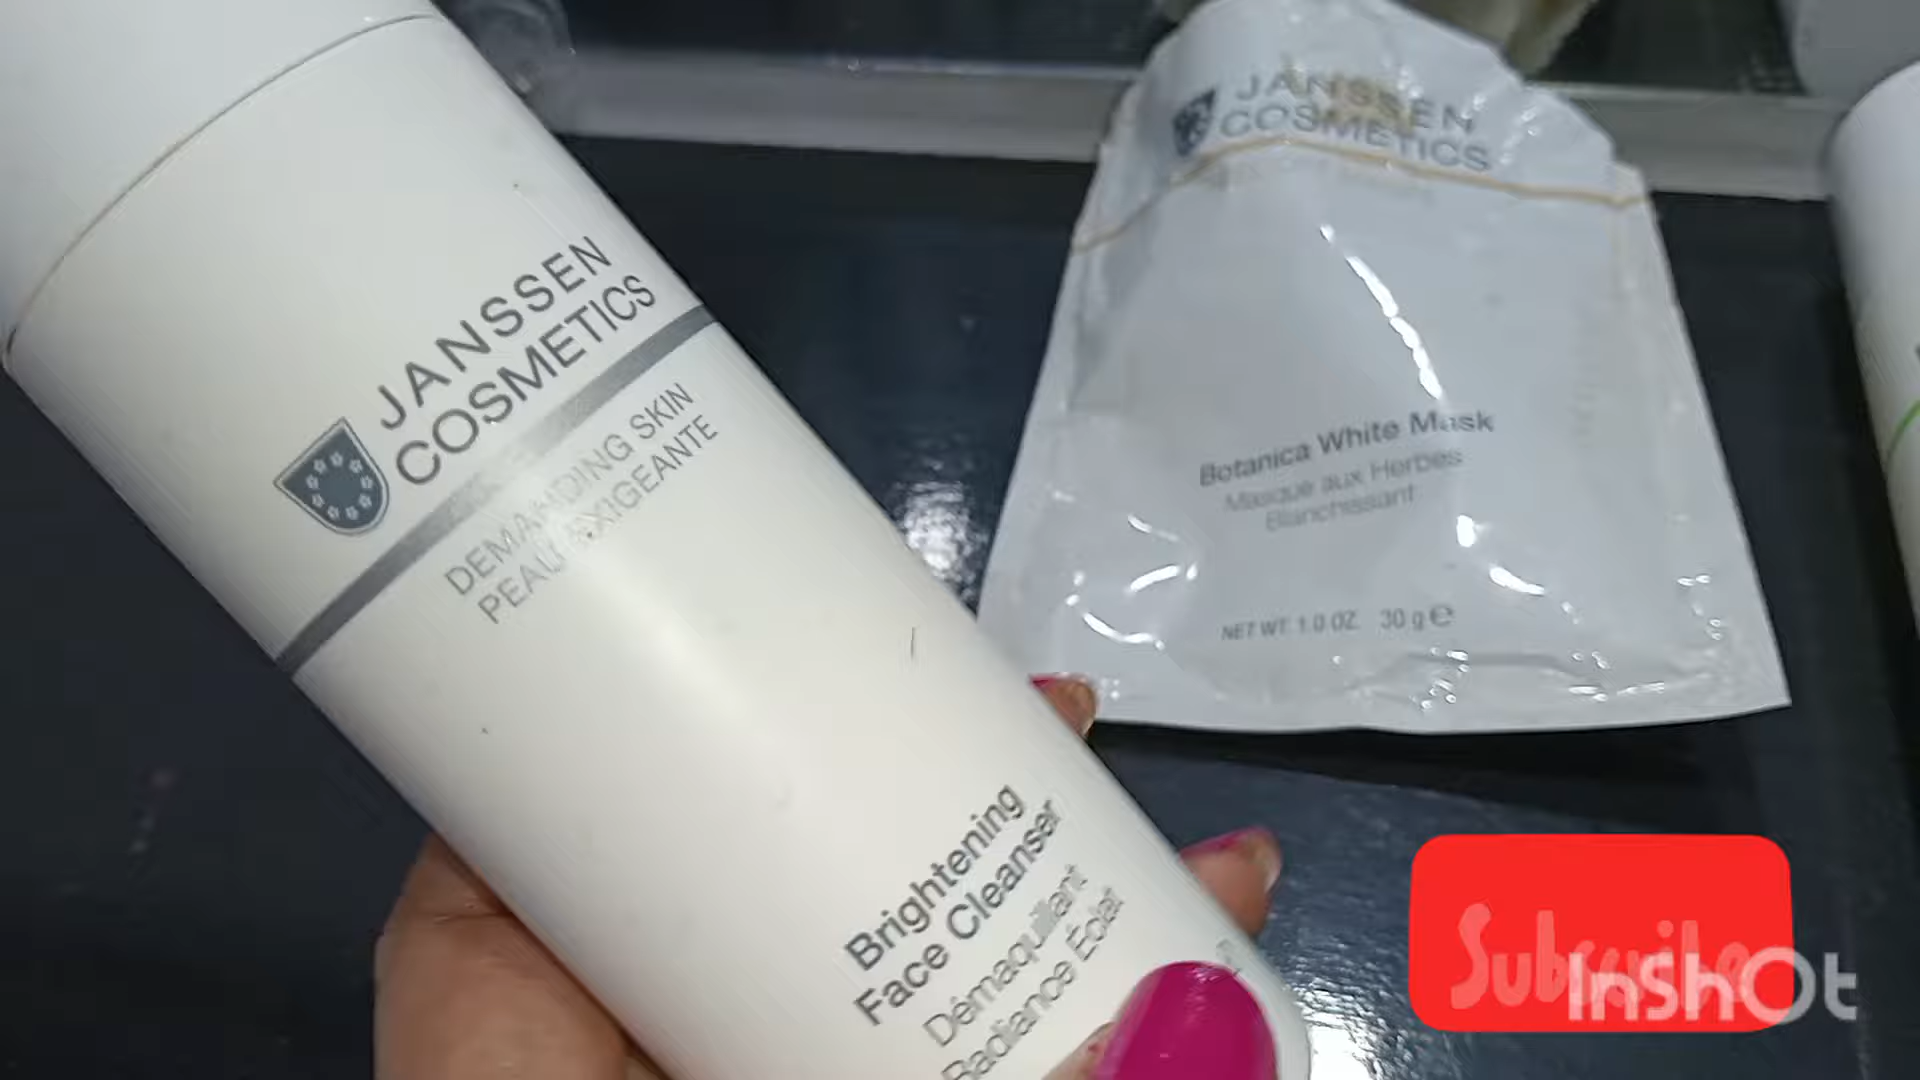 JANSSEN
COSMETICS
DEMANDING SKIN
PEAU EXIGEANTE
Brightening
Face Cleanser
Démaquillant
Radiance Éclat
JANSSEN
COSMETICS
Botanica White Mask
Masque aux Herbes
Blanchissant
NET WT. 1.0 OZ. 30 g ℮
Subscribe
InShOt